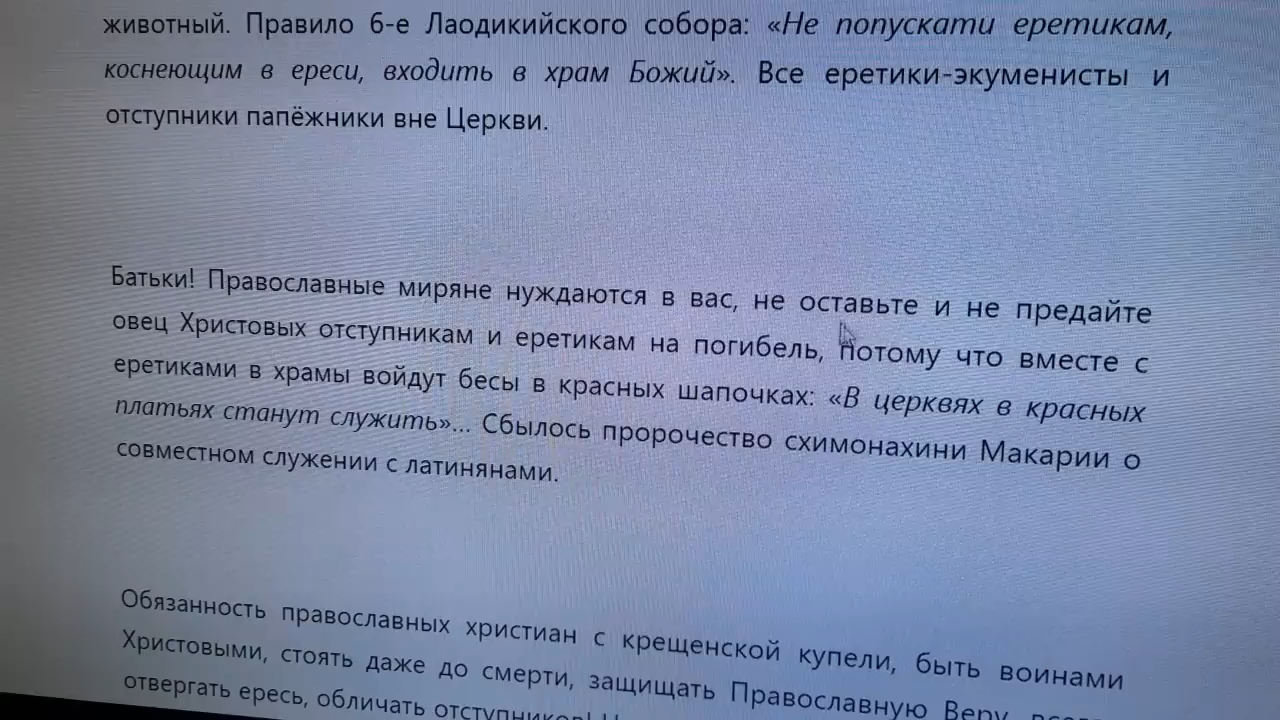 животный. Правило 6-е Лаодикийского собора: «Не попускати еретикам,
коснеющим в ереси, входить в храм Божий». Все еретики-экуменисты и
отступники папёжники вне Церкви.
Батьки! Православные миряне нуждаются в вас, не оставьте и не предайте
овец Христовых отступникам и еретикам на погибель, потому что вместе с
еретиками в храмы войдут бесы в красных шапочках: «В церквях в красных
платьях станут служить»... Сбылось пророчество схимонахини Макарии о
совместном служении с латинянами.
Обязанность православных христиан с крещенской купели, быть воинами
Христовыми, стоять даже до смерти, защищать Православную Веру,
отвергать ересь, обличать отступников!